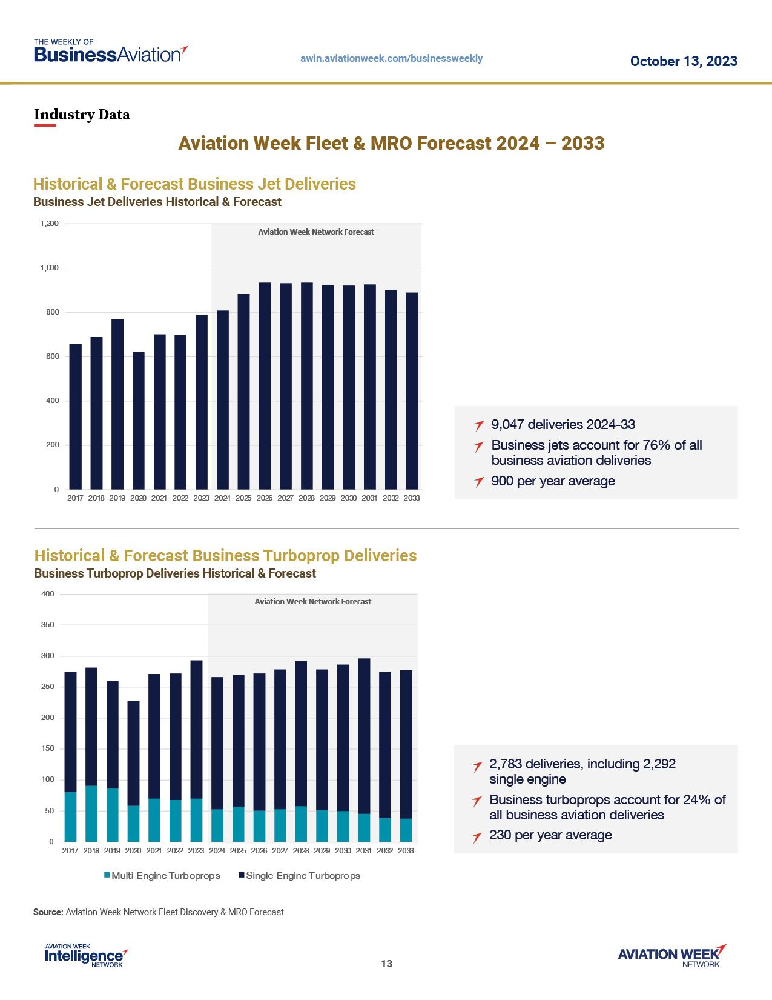 THE WEEKLY OF
BusinessAviation
awin.aviationweek.com/businessweekly
October 13, 2023
Industry Data
Aviation Week Fleet & MRO Forecast 2024 – 2033
Historical & Forecast Business Jet Deliveries
Business Jet Deliveries Historical & Forecast
1,200
Aviation Week Network Forecast
1,000
800
600
400
200
0
2017 2018 2019 2020 2021 2022 2023 2024 2025 2026 2027 2028 2029 2030 2031 2032 2033
9,047 deliveries 2024-33
Business jets account for 76% of all
business aviation deliveries
900 per year average
Historical & Forecast Business Turboprop Deliveries
Business Turboprop Deliveries Historical & Forecast
400
Aviation Week Network Forecast
350
300
250
200
150
100
50
0
2017 2018 2019 2020 2021 2022 2023 2024 2025 2026 2027 2028 2029 2030 2031 2032 2033
Multi-Engine Turboprops Single-Engine Turboprops
2,783 deliveries, including 2,292
single engine
Business turboprops account for 24% of
all business aviation deliveries
230 per year average
Source: Aviation Week Network Fleet Discovery & MRO Forecast
AVIATION WEEK
Intelligence
NETWORK
13
AVIATION WEEK
NETWORK